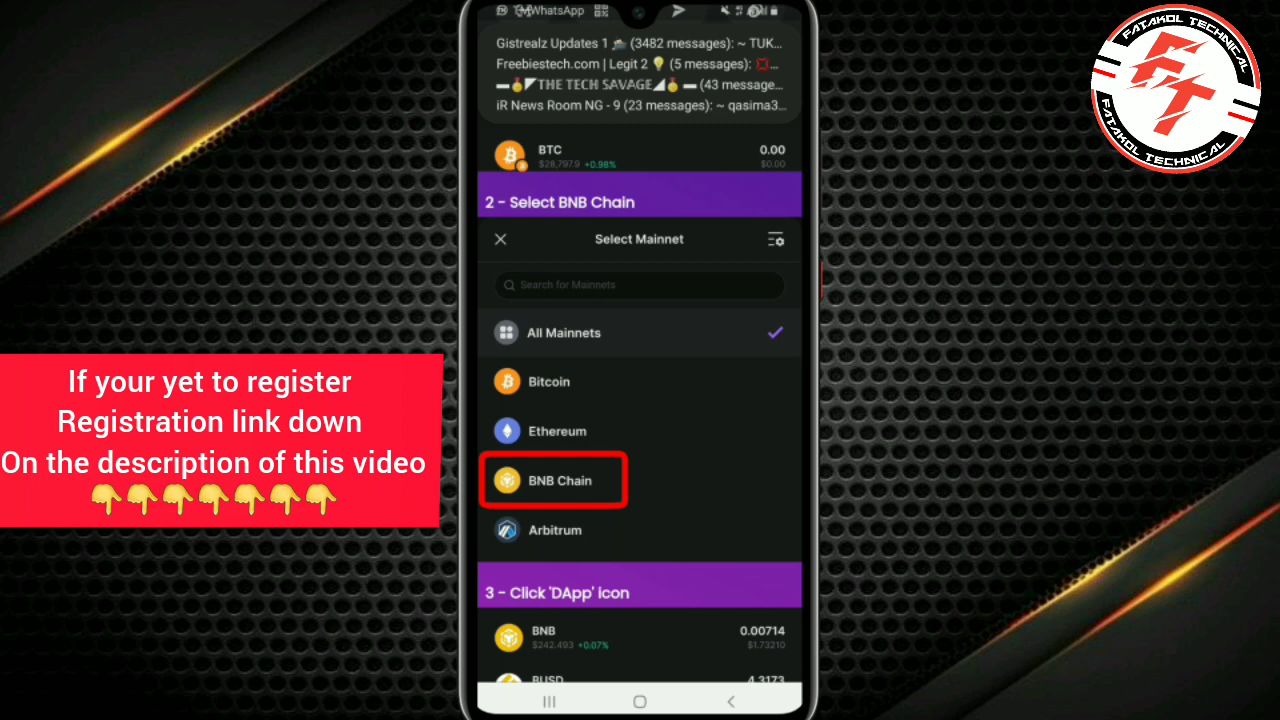 WhatsApp
Gistrealz Updates 1 (3482 messages): ~ TUK...
Freebiestech.com | Legit 2 💡 (5 messages): 💢...
▬🏅◤𝕋ℍ𝔼 𝕋𝔼ℂℍ 𝕊𝔸𝕍𝔸𝔾𝔼◢🏅 ▬ (43 message...
iR News Room NG - 9 (23 messages): ~ qasima3...
BTC 0.00
$28,797.9 +0.96% $0.00
2 - Select BNB Chain
Select Mainnet
Search for Mainnets
All Mainnets
Bitcoin
Ethereum
BNB Chain
Arbitrum
3 - Click 'DApp' icon
BNB 0.00714
$242.493 +0.07% $1.73210
BUSD 4.3173
If your yet to register
Registration link down
On the description of this video
👇👇👇👇👇👇👇
FATAKOL TECHNICAL
FT
FATAKOL TECHNICAL